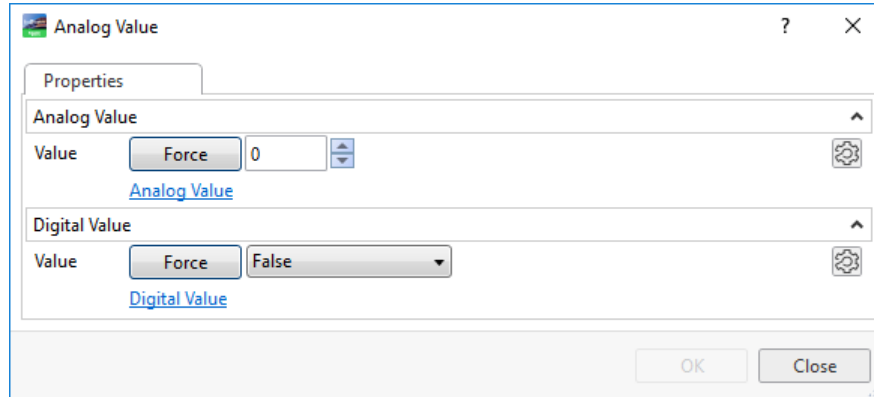 Analog Value
?
Properties
Analog Value
Value Force 0
Analog Value
Digital Value
Value Force False
Digital Value
OK Close